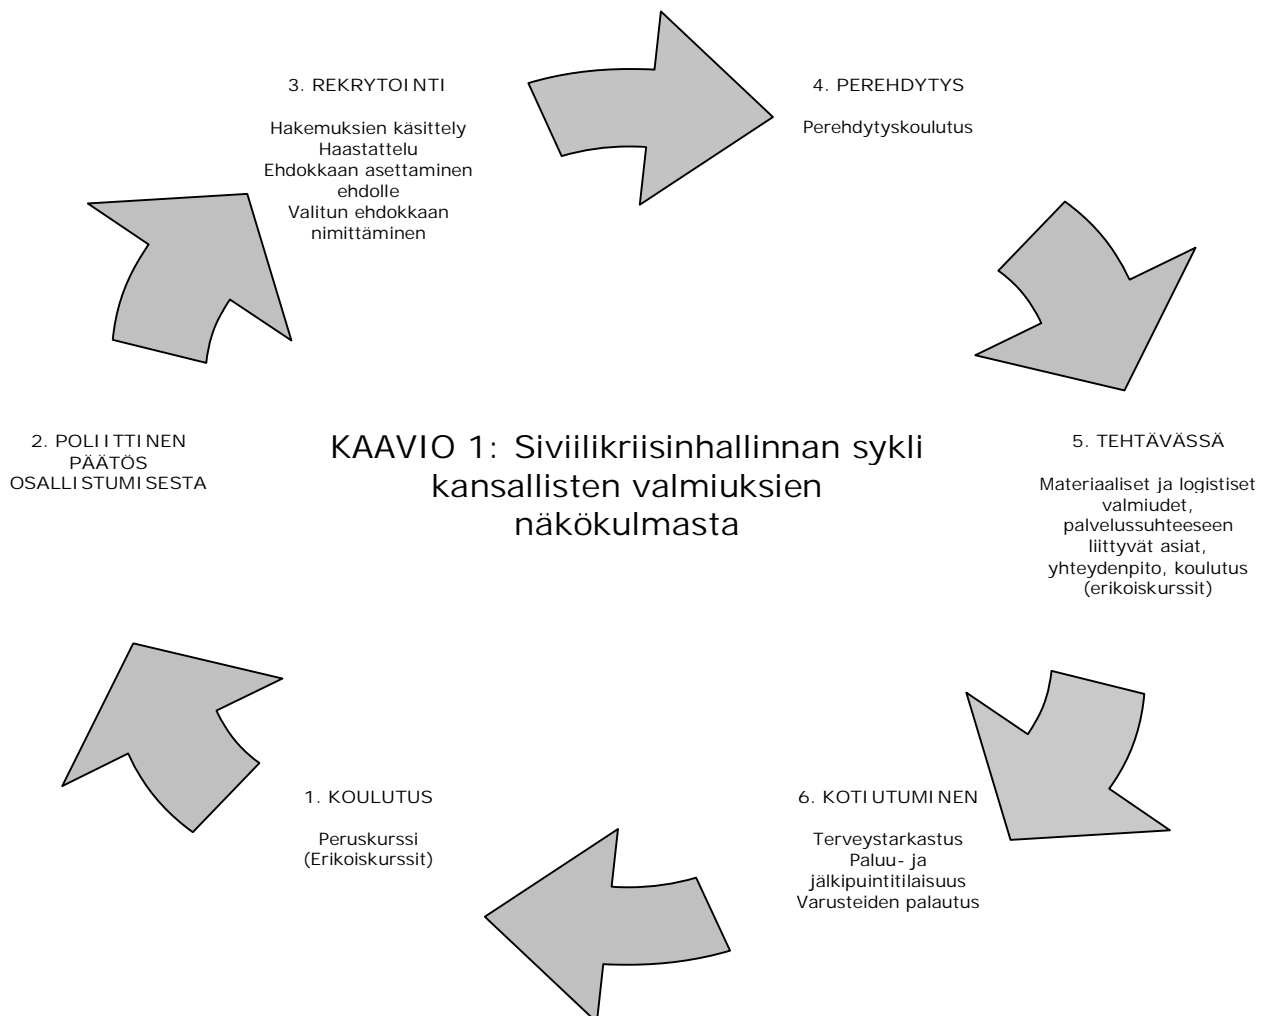 3. REKRYTOINTI
Hakemuksien käsittely
Haastattelu
Ehdokkaan asettaminen
ehdolle
Valitun ehdokkaan
nimittäminen
4. PEREHDYTYS
Perehdytyskoulutus
2. POLIITTINEN
PÄÄTÖS
OSALLISTUMISESTA
KAAVIO 1: Siviilikriisinhallinnan sykli
kansallisten valmiuksien
näkökulmasta
5. TEHTÄVÄSSÄ
Materiaaliset ja logistiset
valmiudet,
palvelussuhteeseen
liittyvät asiat,
yhteydenpito, koulutus
(erikoiskurssit)
1. KOULUTUS
Peruskurssi
(Erikoiskurssit)
6. KOTIUTUMINEN
Terveystarkastus
Paluu- ja
jälkipuintitilaisuus
Varusteiden palautus